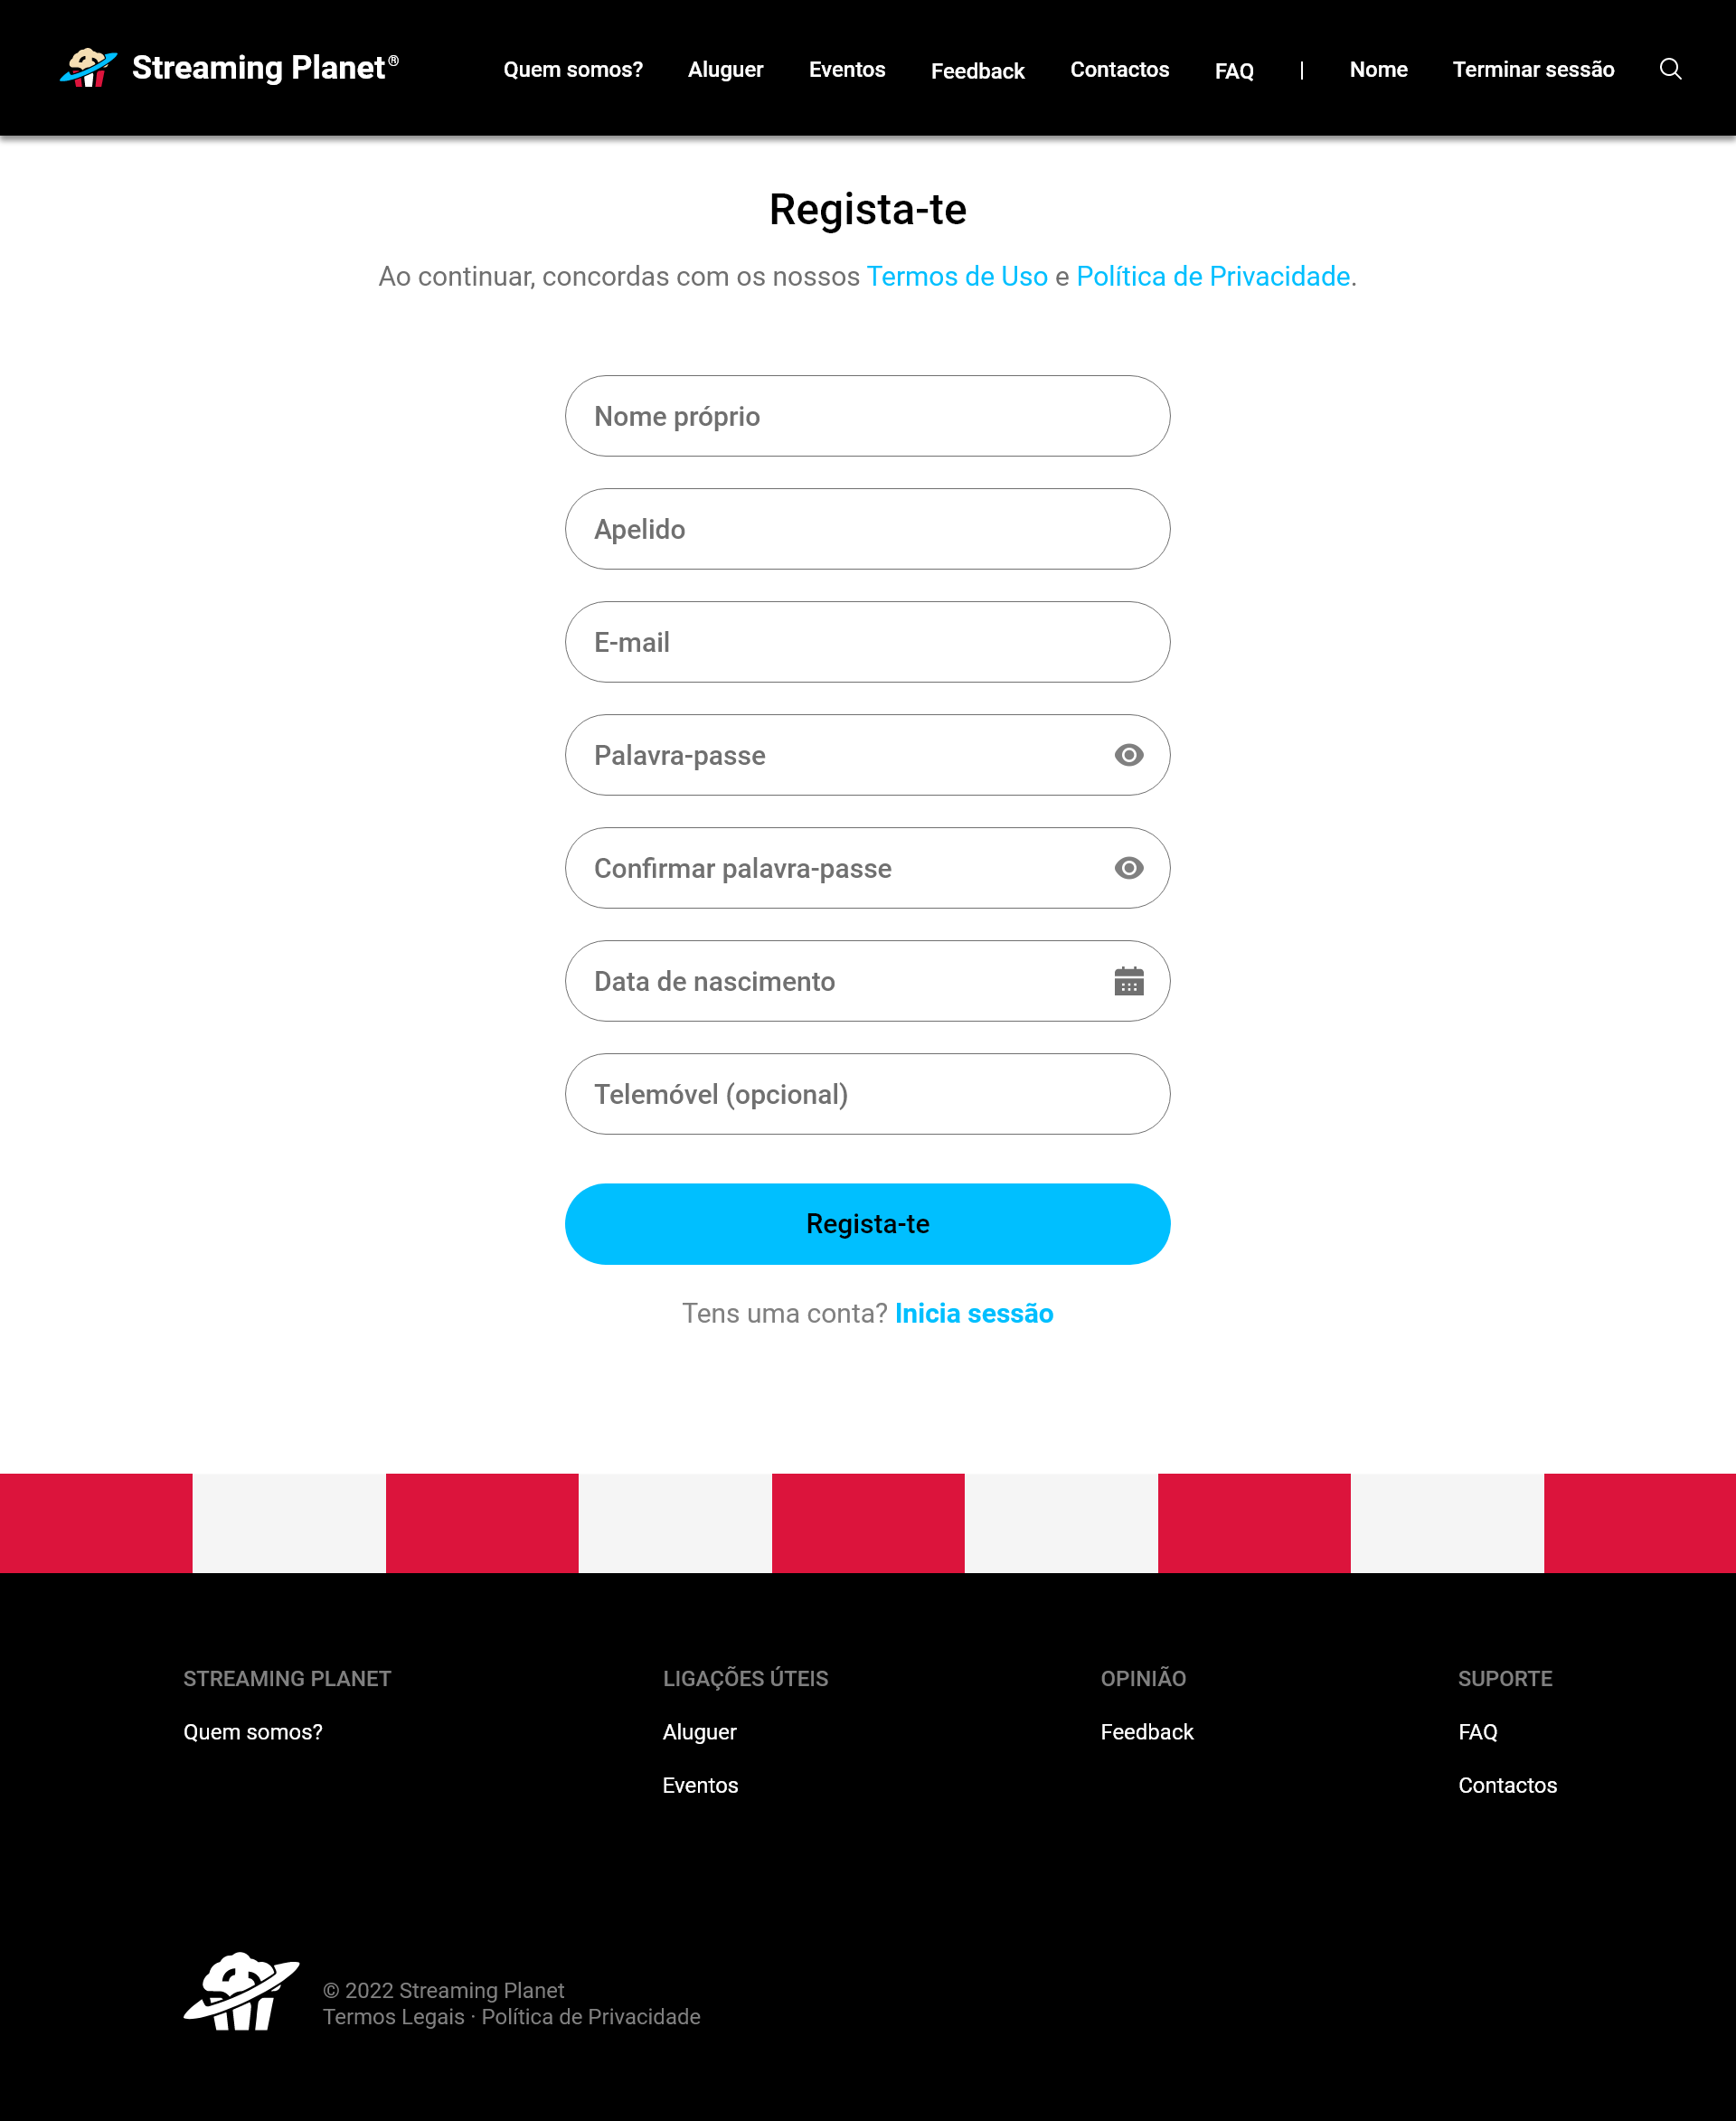 Streaming Planet®
Quem somos? Aluguer Eventos Feedback Contactos FAQ | Nome Terminar sessão
Regista-te
Ao continuar, concordas com os nossos Termos de Uso e Política de Privacidade.
Nome próprio
Apelido
E-mail
Palavra-passe
Confirmar palavra-passe
Data de nascimento
Telemóvel (opcional)
Regista-te
Tens uma conta? Inicia sessão
STREAMING PLANET
Quem somos?
LIGAÇÕES ÚTEIS
Aluguer
Eventos
OPINIÃO
Feedback
SUPORTE
FAQ
Contactos
© 2022 Streaming Planet
Termos Legais · Política de Privacidade